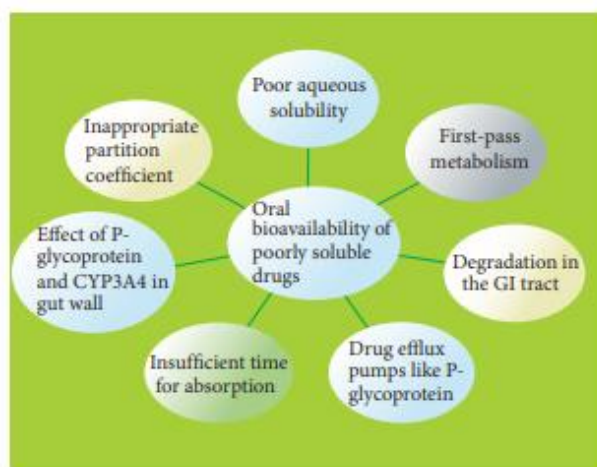 Poor aqueous
solubility
Inappropriate
partition
coefficient
First-pass
metabolism
Oral
bioavailability of
poorly soluble
drugs
Effect of P-
glycoprotein
and CYP3A4 in
gut wall
Degradation in
the GI tract
Insufficient time
for absorption
Drug efflux
pumps like P-
glycoprotein